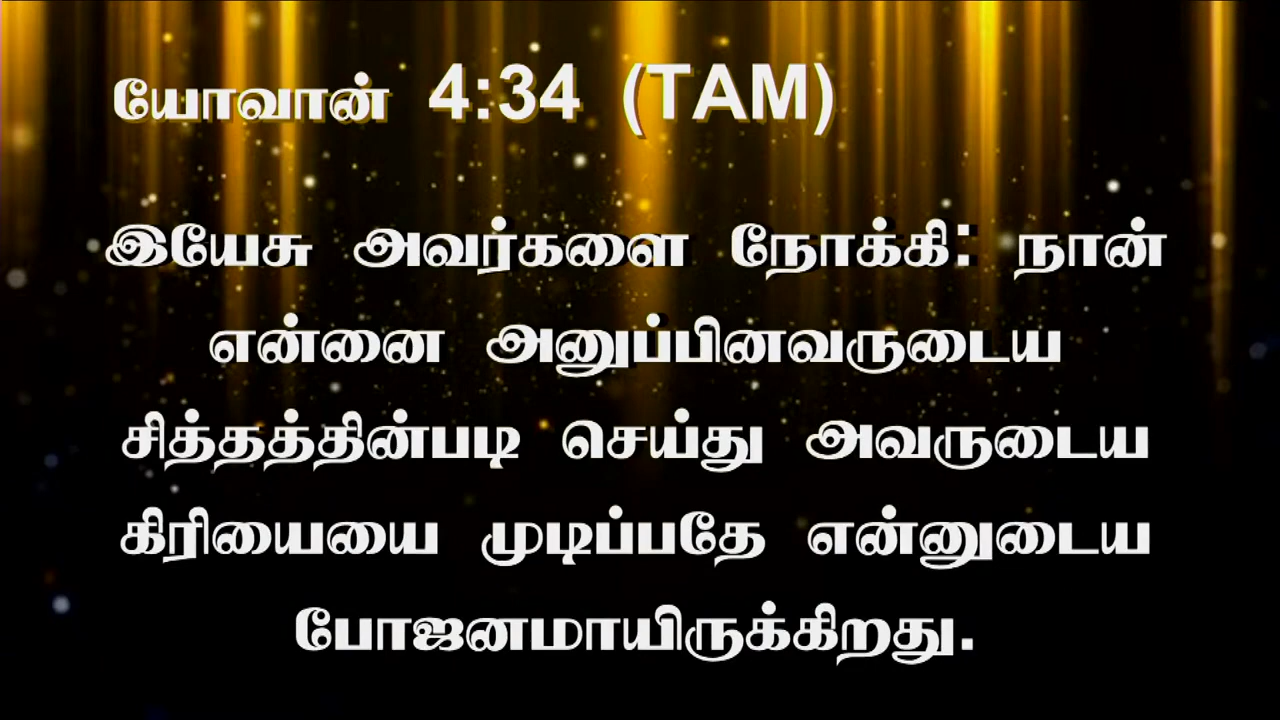 யோவான் 4:34 (TAM)
இயேசு அவர்களை நோக்கி: நான்
என்னை அனுப்பினவருடைய
சித்தத்தின்படி செய்து அவருடைய
கிரியையை முடிப்பதே என்னுடைய
போஜனமாயிருக்கிறது.